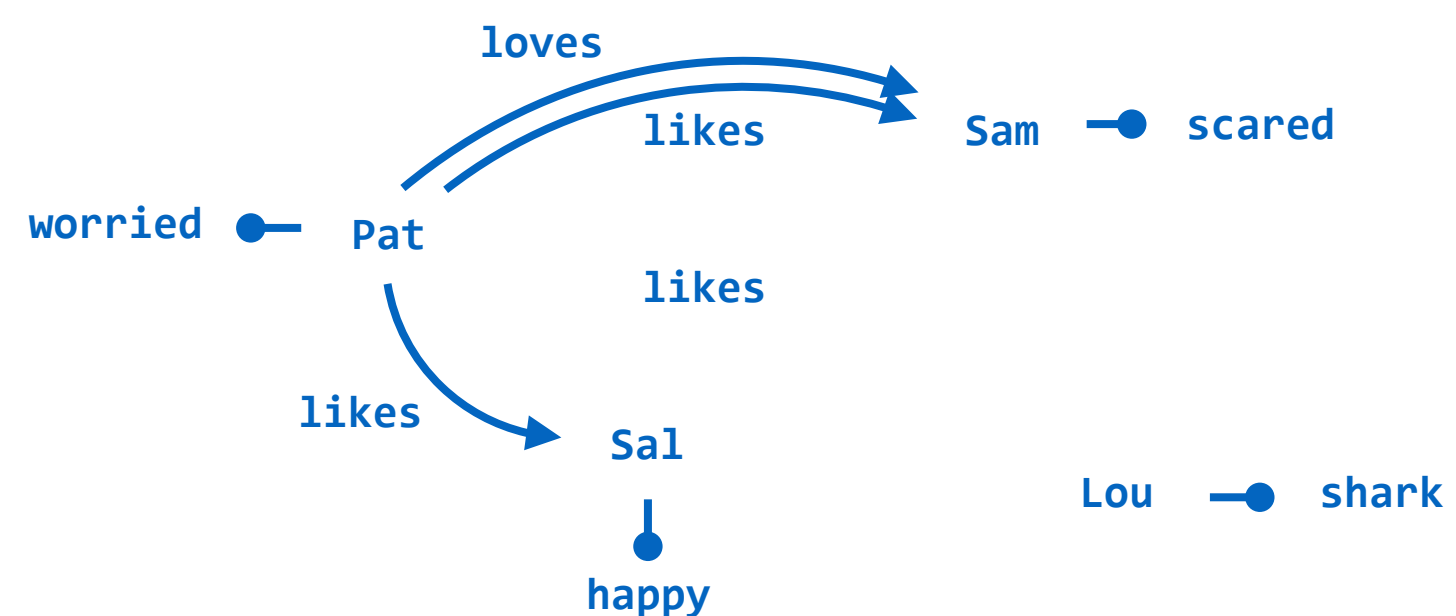 loves
likes
Sam
scared
worried
Pat
likes
likes
Sal
Lou
shark
happy